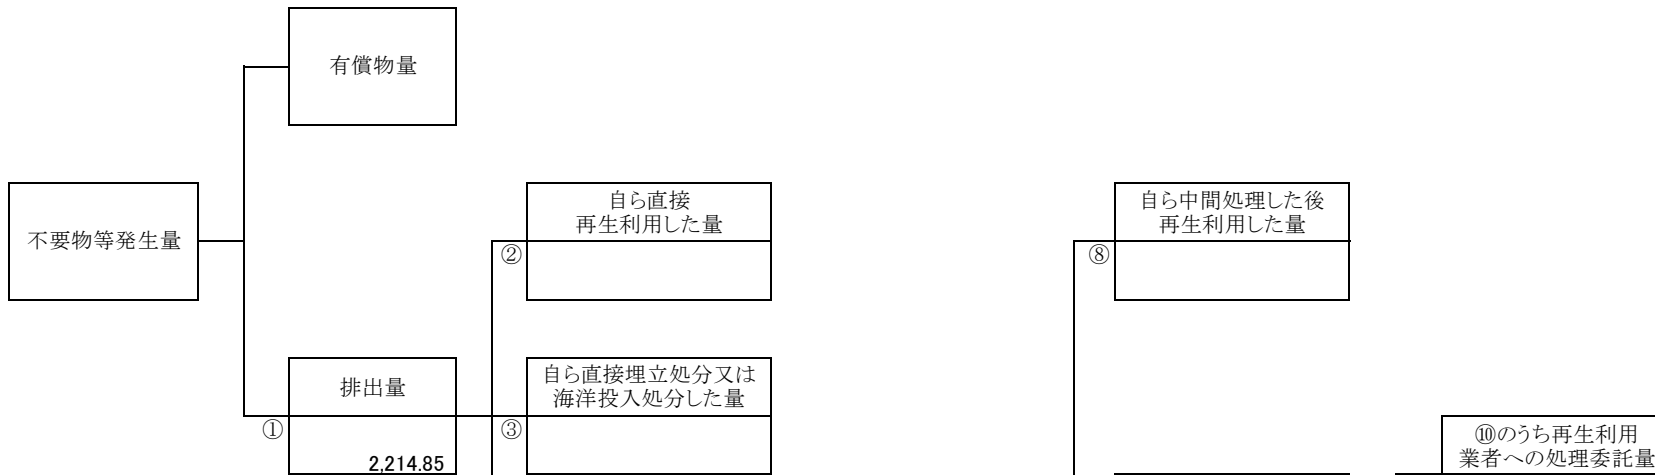 有償物量
不要物等発生量
自ら直接
再生利用した量
②
自ら中間処理した後
再生利用した量
⑧
排出量
①
2,214.85
自ら直接埋立処分又は
海洋投入処分した量
③
⑩のうち再生利用
業者への処理委託量